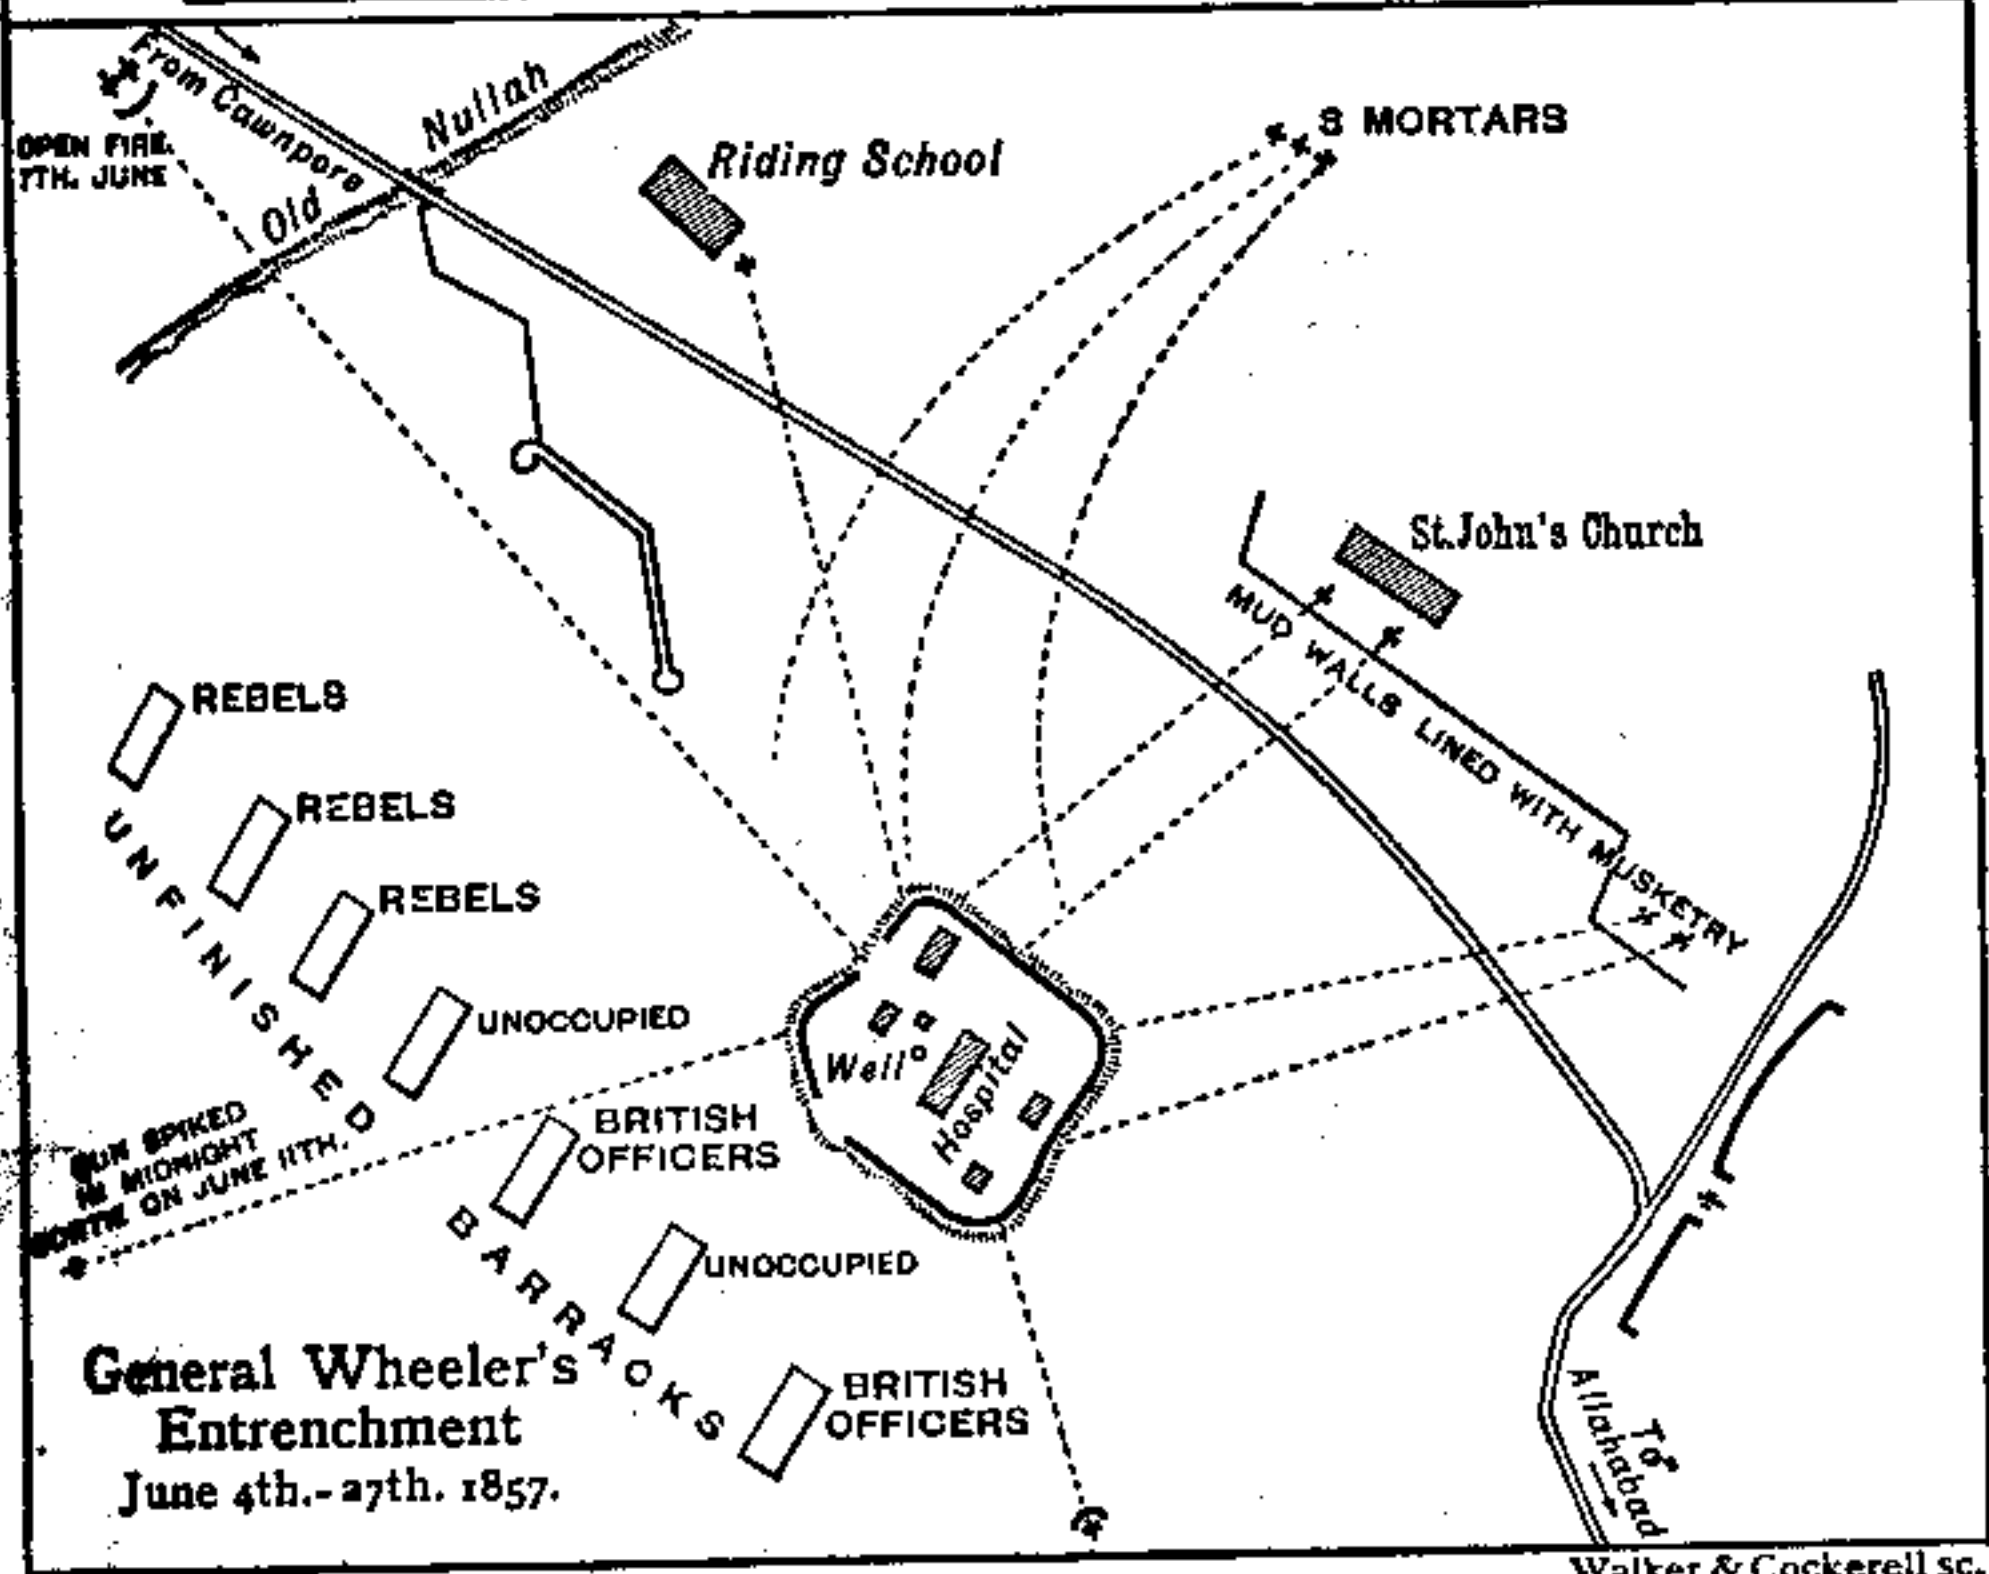 From Cawnpore
OPEN FIRE.
7TH. JUNE
Old Nullah
Riding School
3 MORTARS
St. John's Church
MUD WALLS LINED WITH MUSKETRY
REBELS
REBELS
REBELS
UNOCCUPIED
UNFINISHED
BARRACKS
BRITISH
OFFICERS
UNOCCUPIED
BRITISH
OFFICERS
Well
Hospital
GUN SPIKED
IN MIDNIGHT
SORTIE ON JUNE 11TH.
General Wheeler's
Entrenchment
June 4th.-27th. 1857.
To
Allahabad
Walker & Cockerell sc.